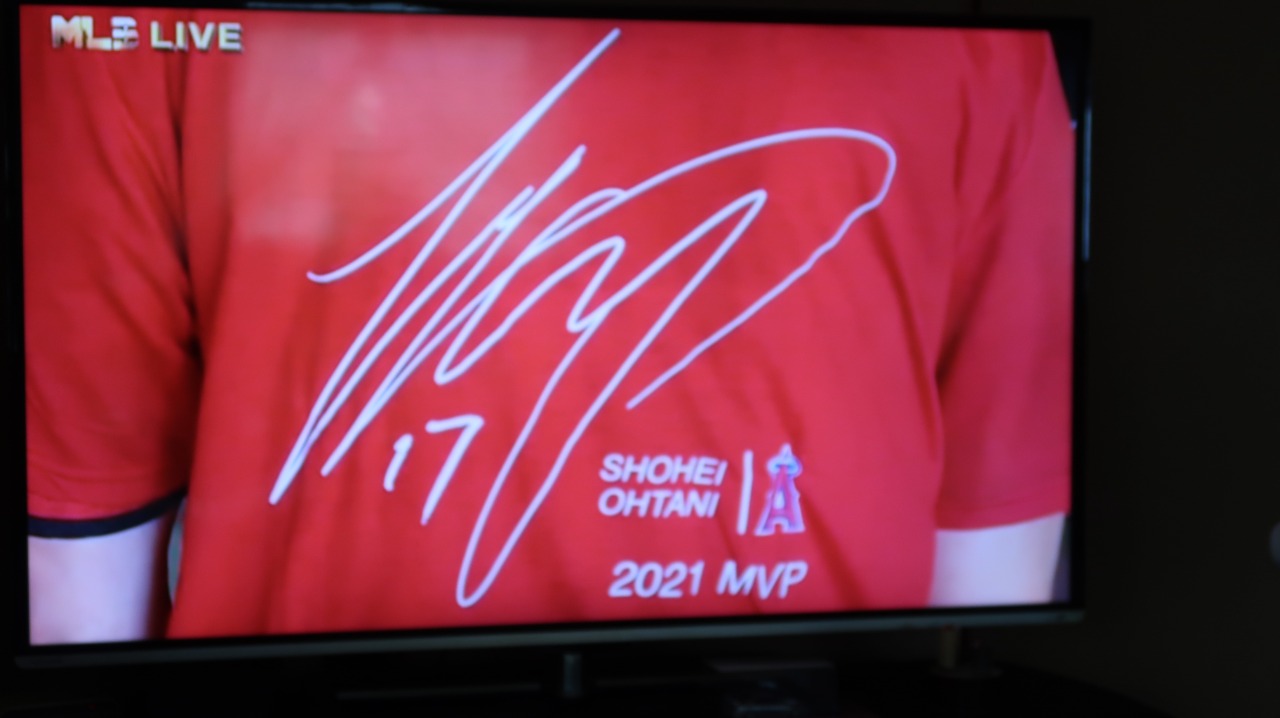 MLB LIVE
17
SHOHEI
OHTANI
A
2021 MVP